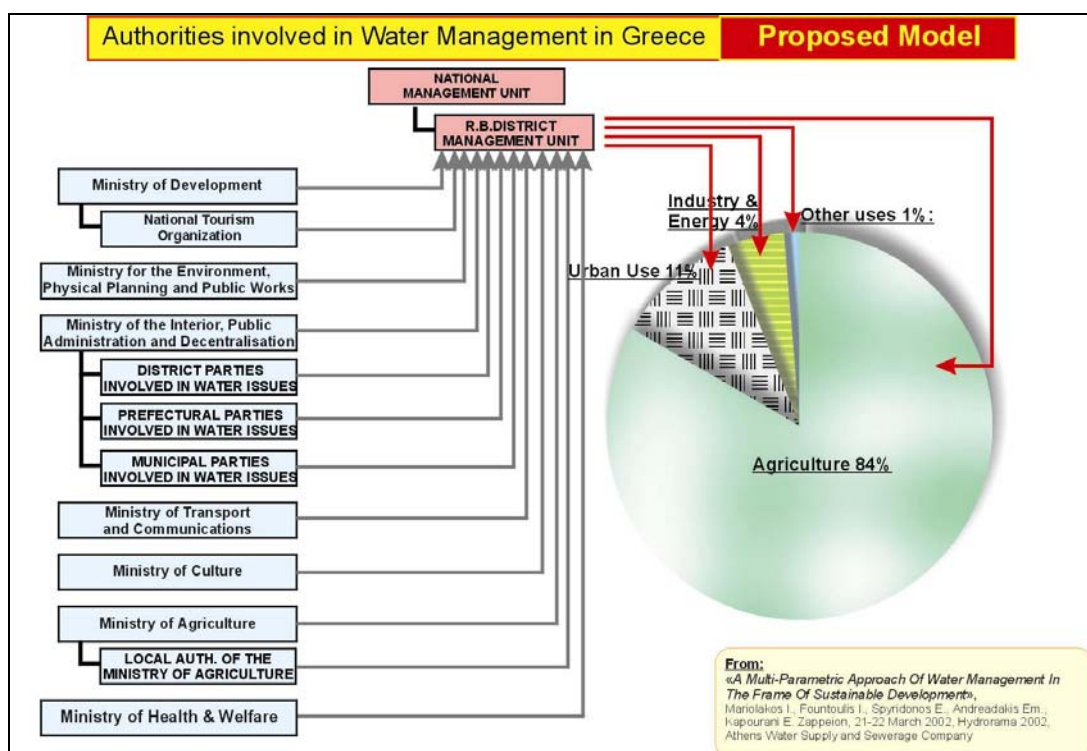 Authorities involved in Water Management in Greece
Proposed Model
NATIONAL
MANAGEMENT UNIT
R.B.DISTRICT
MANAGEMENT UNIT
Ministry of Development
National Tourism
Organization
Ministry for the Environment,
Physical Planning and Public Works
Ministry of the Interior, Public
Administration and Decentralisation
DISTRICT PARTIES
INVOLVED IN WATER ISSUES
PREFECTURAL PARTIES
INVOLVED IN WATER ISSUES
MUNICIPAL PARTIES
INVOLVED IN WATER ISSUES
Ministry of Transport
and Communications
Ministry of Culture
Ministry of Agriculture
LOCAL AUTH. OF THE
MINISTRY OF AGRICULTURE
Ministry of Health & Welfare
Industry &
Energy 4%
Other uses 1% :
Urban Use 11%
Agriculture 84%
From:
«A Multi-Parametric Approach Of Water Management In
The Frame Of Sustainable Development»,
Mariolakos I., Fountoulis I., Spyridonos E., Andreadakis Em.,
Kapourani E. Zappeion, 21-22 March 2002, Hydrorama 2002,
Athens Water Supply and Sewerage Company